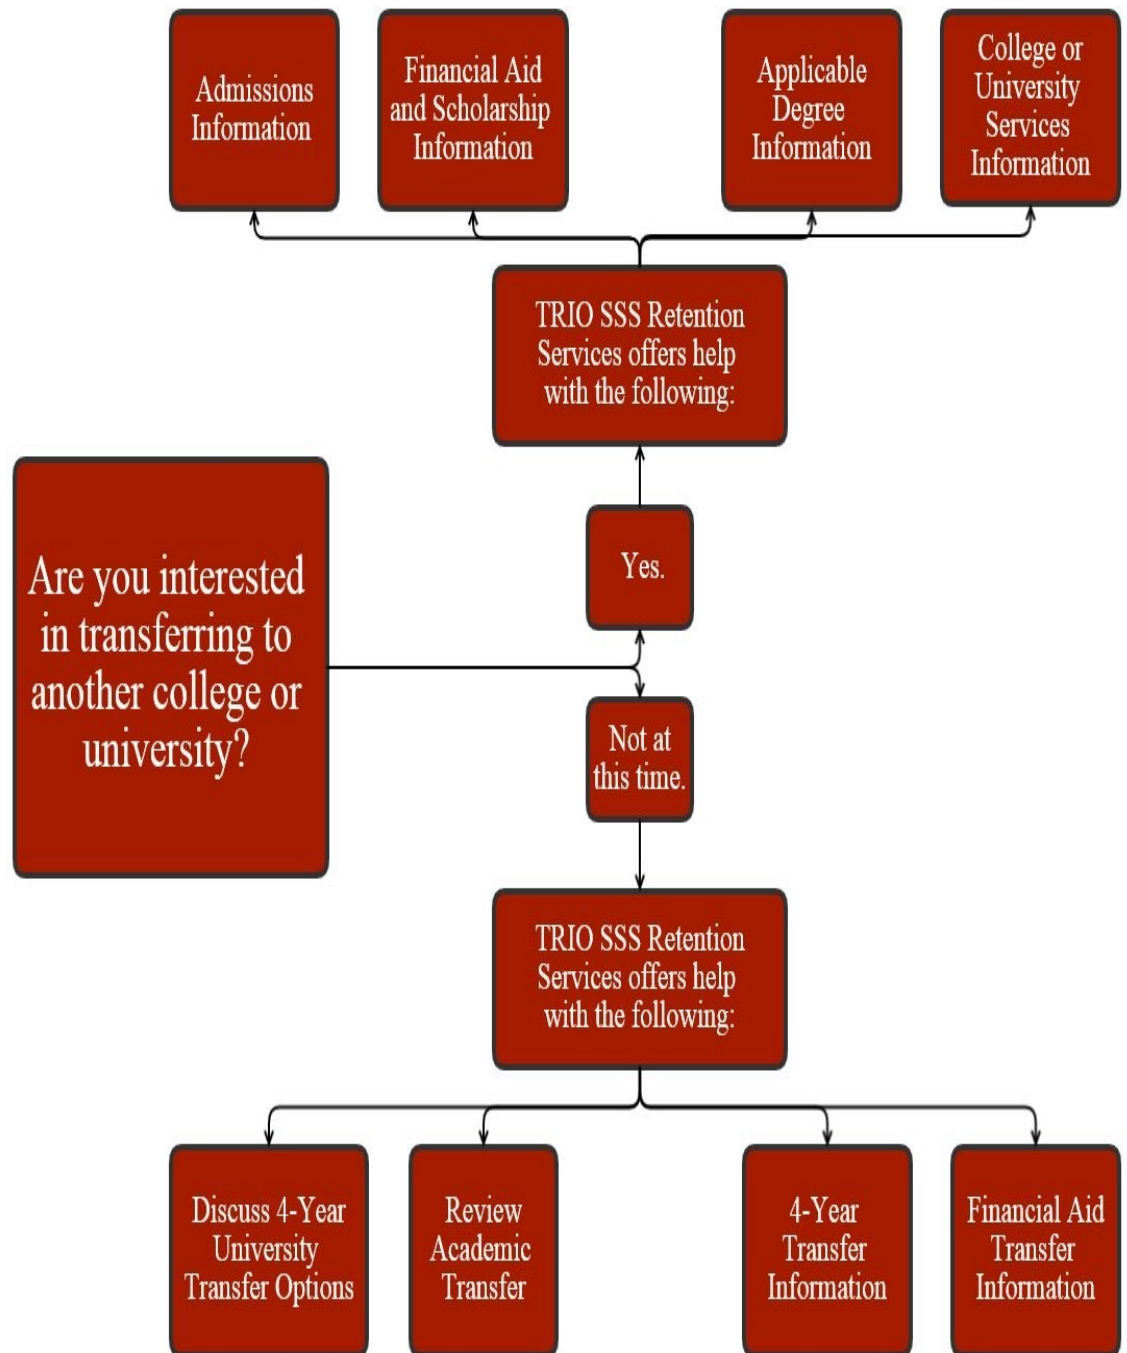 Admissions
Information
Financial Aid
and Scholarship
Information
Applicable
Degree
Information
College or
University
Services
Information
TRIO SSS Retention
Services offers help
with the following:
Yes.
Are you interested
in transferring to
another college or
university?
Not at
this time.
TRIO SSS Retention
Services offers help
with the following:
Discuss 4-Year
University
Transfer Options
Review
Academic
Transfer
4-Year
Transfer
Information
Financial Aid
Transfer
Information